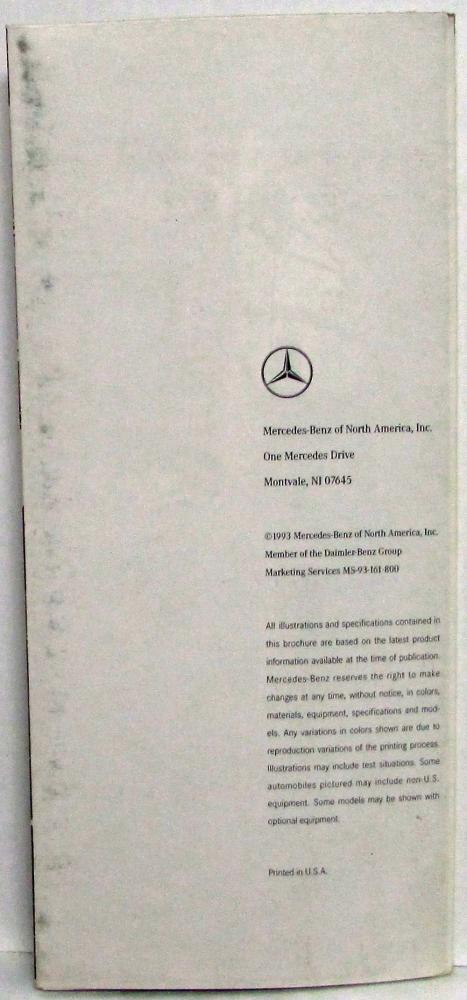 Mercedes-Benz of North America, Inc.
One Mercedes Drive
Montvale, NJ 07645
©1993 Mercedes-Benz of North America, Inc.
Member of the Daimler-Benz Group
Marketing Services MS-93-161-800
All illustrations and specifications contained in
this brochure are based on the latest product
information available at the time of publication.
Mercedes-Benz reserves the right to make
changes at any time, without notice, in colors,
materials, equipment, specifications and mod-
els. Any variations in colors shown are due to
reproduction variations of the printing process.
Illustrations may include test situations. Some
automobiles pictured may include non-U.S.
equipment. Some models may be shown with
optional equipment.
Printed in U.S.A.